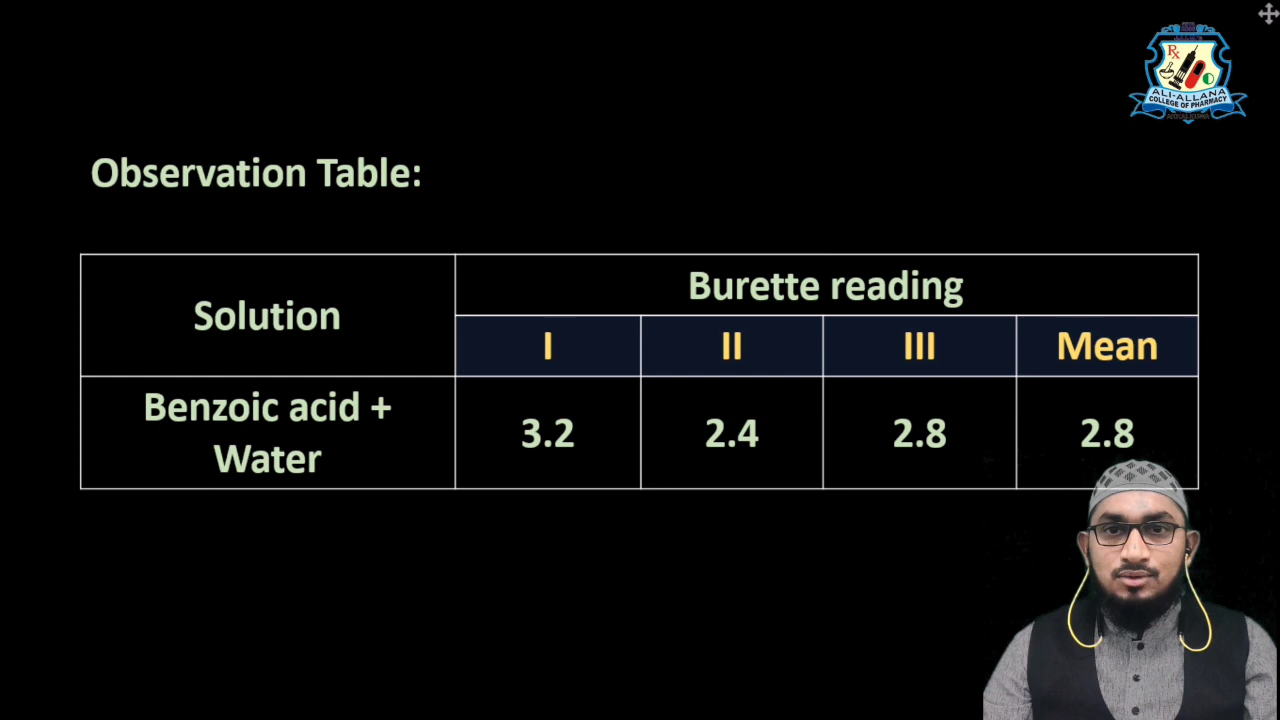 Rx
ALI-ALLANA
COLLEGE OF PHARMACY
Observation Table:
Solution
Burette reading
I
II
III
Mean
Benzoic acid +
Water
3.2
2.4
2.8
2.8